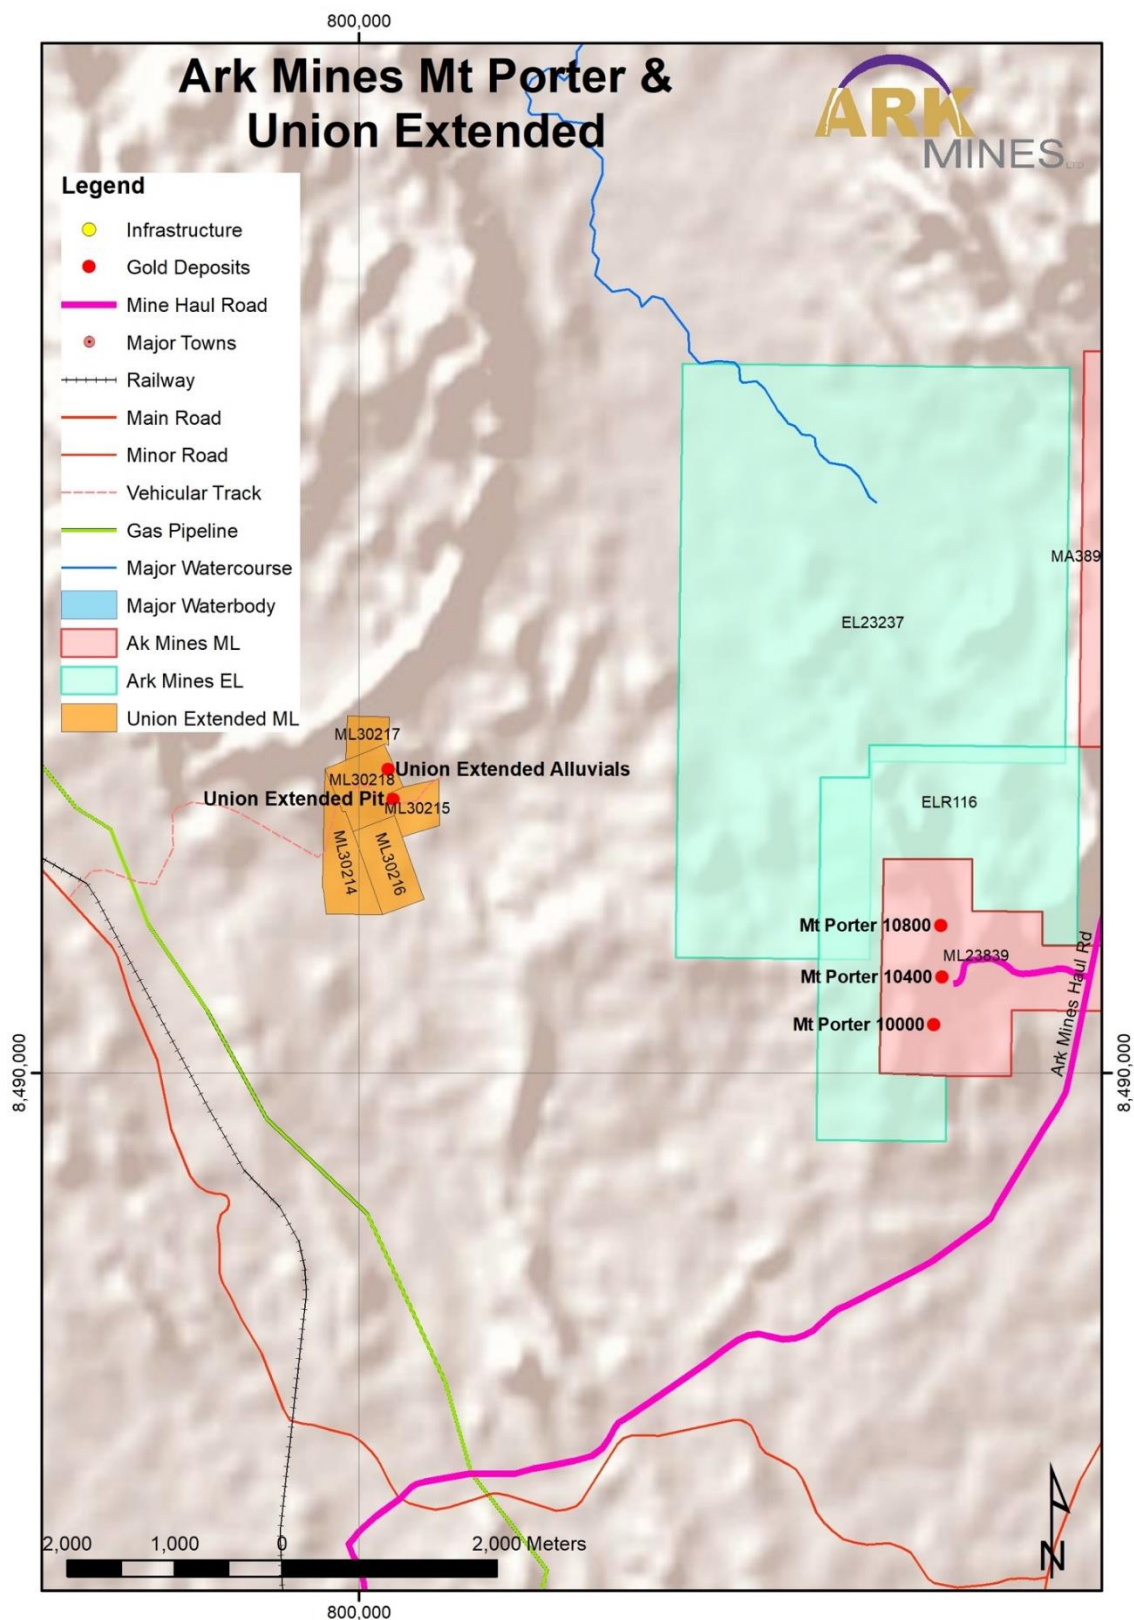 800,000
Ark Mines Mt Porter &
Union Extended
ARK
MINES LTD
Legend
Infrastructure
Gold Deposits
Mine Haul Road
Major Towns
Railway
Main Road
Minor Road
Vehicular Track
Gas Pipeline
Major Watercourse
Major Waterbody
Ak Mines ML
Ark Mines EL
Union Extended ML
MA389
EL23237
ML30217
Union Extended Alluvials
ML30218
Union Extended Pit
ML30215
ELR116
ML30214
ML30216
Mt Porter 10800
ML23839
Mt Porter 10400
Mt Porter 10000
Ark Mines Haul Rd
8,490,000
8,490,000
2,000 1,000 0 2,000 Meters
N
800,000